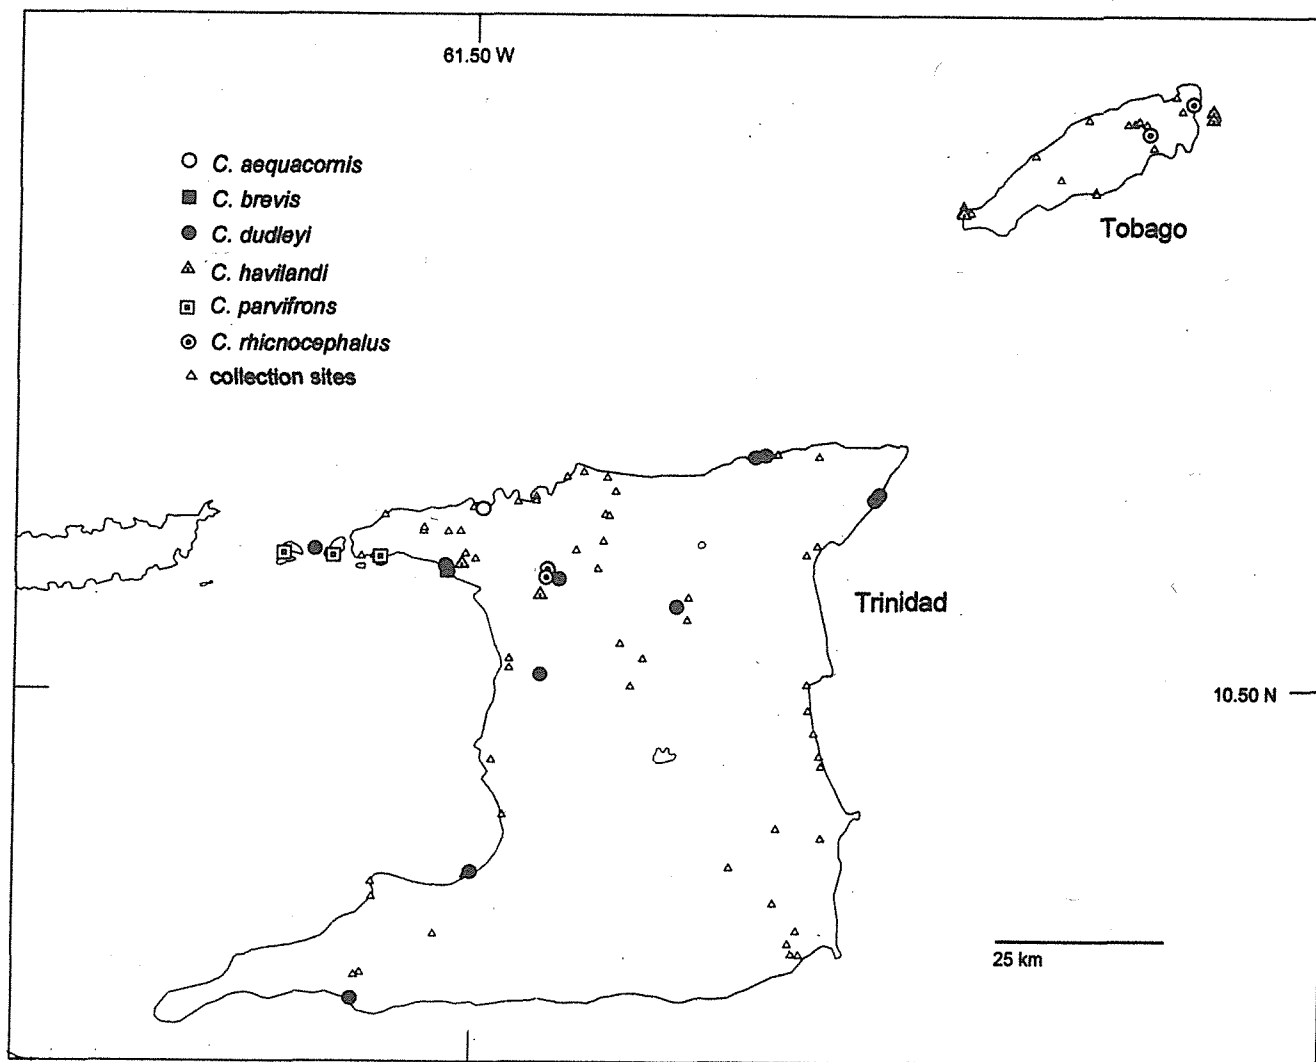 61.50 W
C. aequacornis
C. brevis
C. dudleyi
C. havilandi
C. parvifrons
C. rhicnocephalus
collection sites
Tobago
Trinidad
10.50 N
25 km